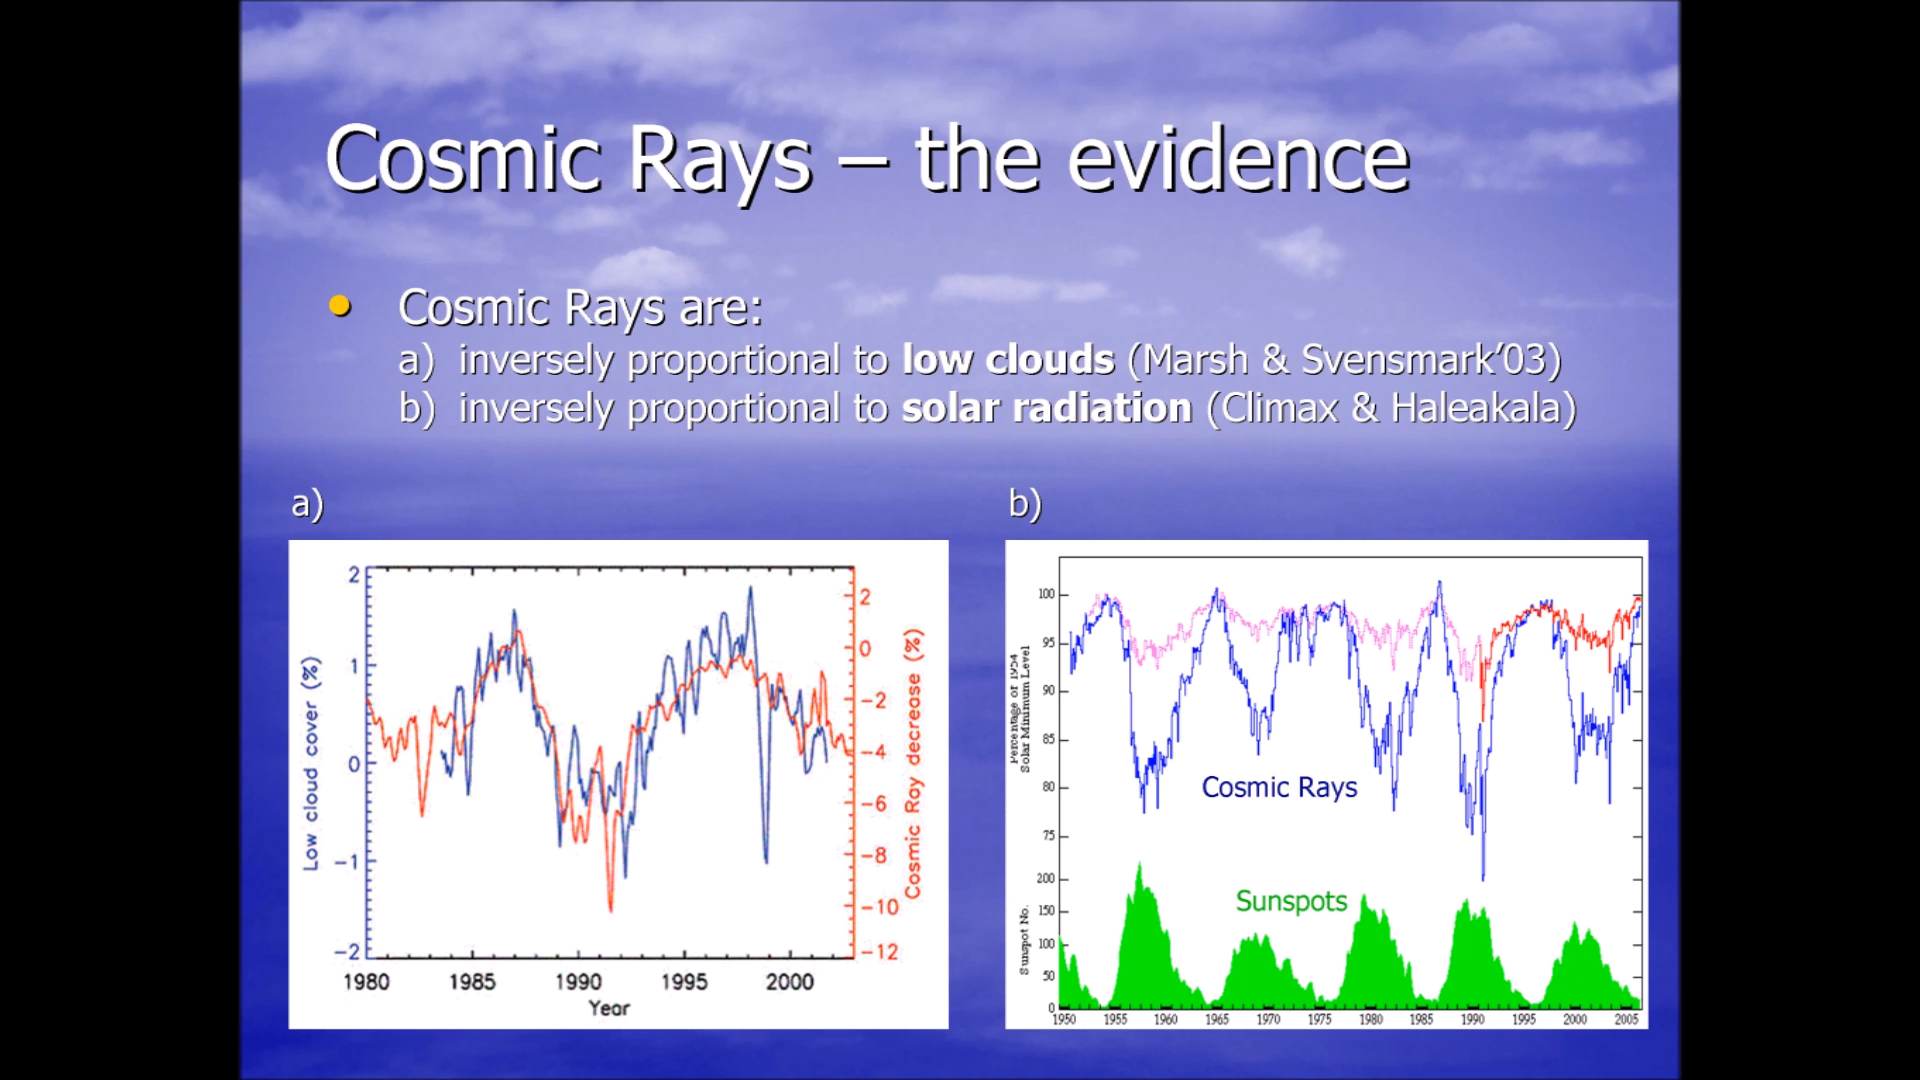 Cosmic Rays – the evidence
Cosmic Rays are:
a) inversely proportional to low clouds (Marsh & Svensmark’03)
b) inversely proportional to solar radiation (Climax & Haleakala)
a)
2
1
0
−1
−2
Low cloud cover (%)
2
0
−2
−4
−6
−8
−10
−12
Cosmic Ray decrease (%)
1980 1985 1990 1995 2000
Year
b)
100
95
90
85
80
75
Percentage of 1954
Solar Minimum Level
Cosmic Rays
200
150
100
50
0
Sunspot No.
Sunspots
1950 1955 1960 1965 1970 1975 1980 1985 1990 1995 2000 2005